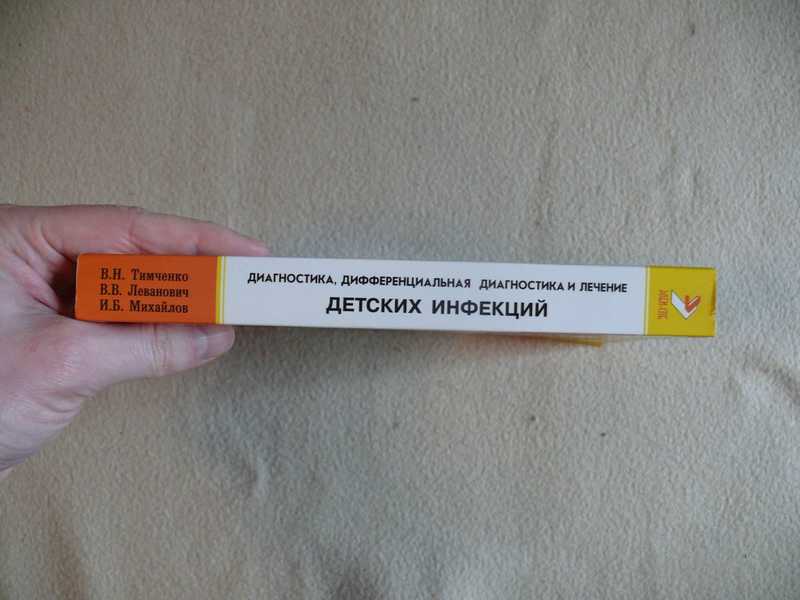 В.Н. Тимченко
В.В. Леванович
И.Б. Михайлов
ДИАГНОСТИКА, ДИФФЕРЕНЦИАЛЬНАЯ ДИАГНОСТИКА И ЛЕЧЕНИЕ
ДЕТСКИХ ИНФЕКЦИЙ